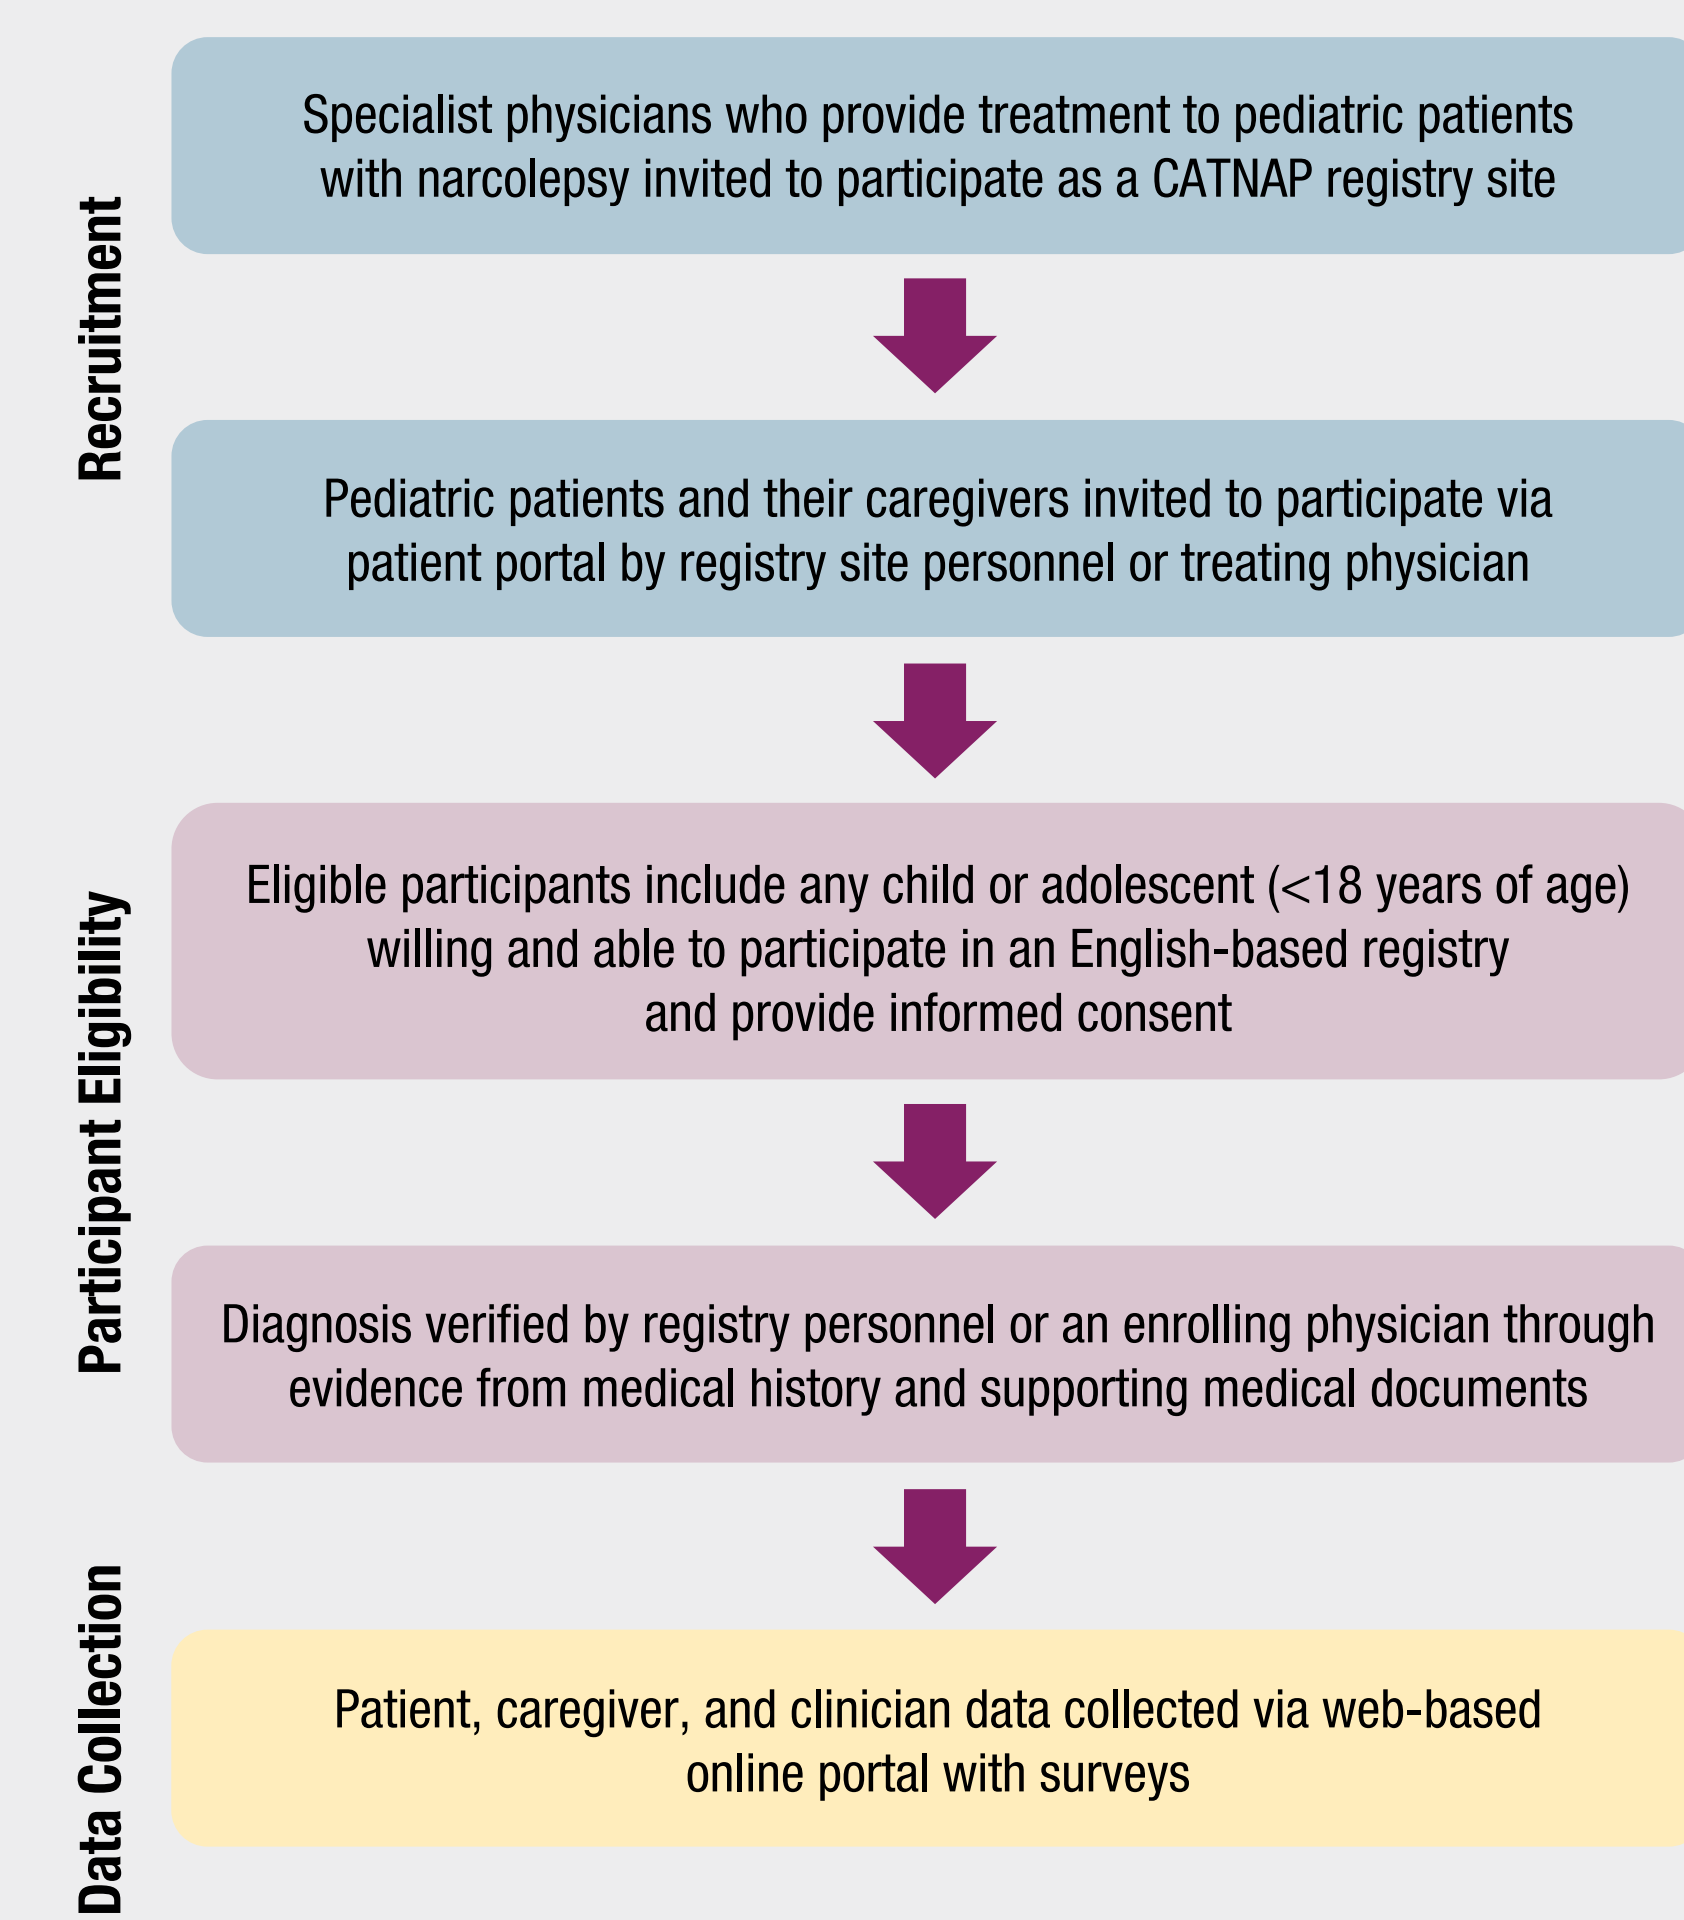 Recruitment
Specialist physicians who provide treatment to pediatric patients
with narcolepsy invited to participate as a CATNAP registry site
Pediatric patients and their caregivers invited to participate via
patient portal by registry site personnel or treating physician
Participant Eligibility
Eligible participants include any child or adolescent (<18 years of age)
willing and able to participate in an English-based registry
and provide informed consent
Diagnosis verified by registry personnel or an enrolling physician through
evidence from medical history and supporting medical documents
Data Collection
Patient, caregiver, and clinician data collected via web-based
online portal with surveys